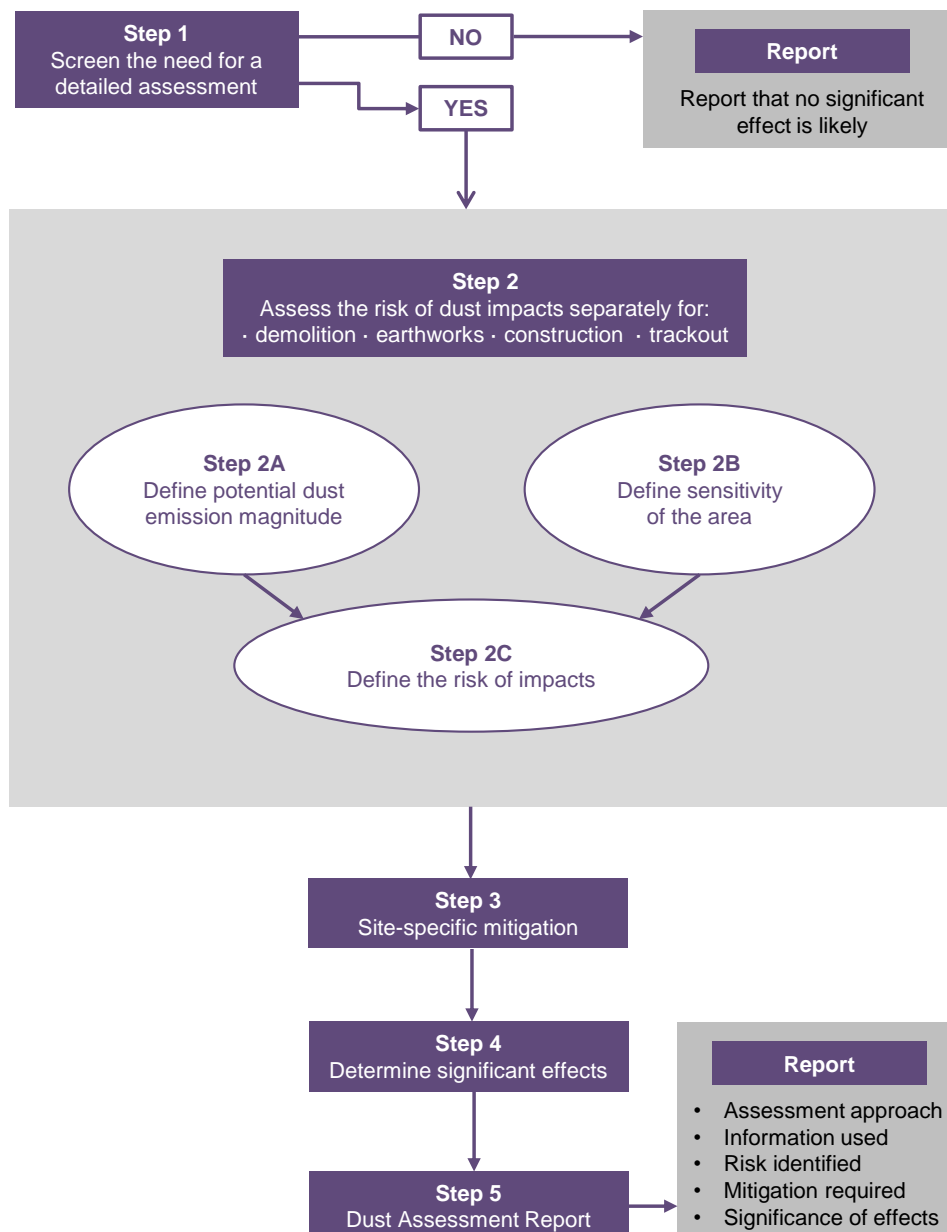 Step 1
Screen the need for a
detailed assessment
NO
YES
Report
Report that no significant
effect is likely
Step 2
Assess the risk of dust impacts separately for:
· demolition · earthworks · construction · trackout
Step 2A
Define potential dust
emission magnitude
Step 2B
Define sensitivity
of the area
Step 2C
Define the risk of impacts
Step 3
Site-specific mitigation
Step 4
Determine significant effects
Step 5
Dust Assessment Report
Report
• Assessment approach
• Information used
• Risk identified
• Mitigation required
• Significance of effects